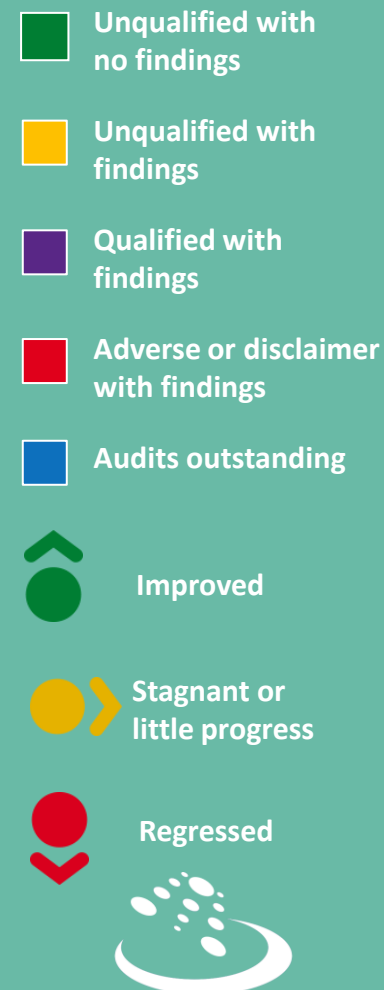 Unqualified with
no findings
Unqualified with
findings
Qualified with
findings
Adverse or disclaimer
with findings
Audits outstanding
Improved
Stagnant or
little progress
Regressed